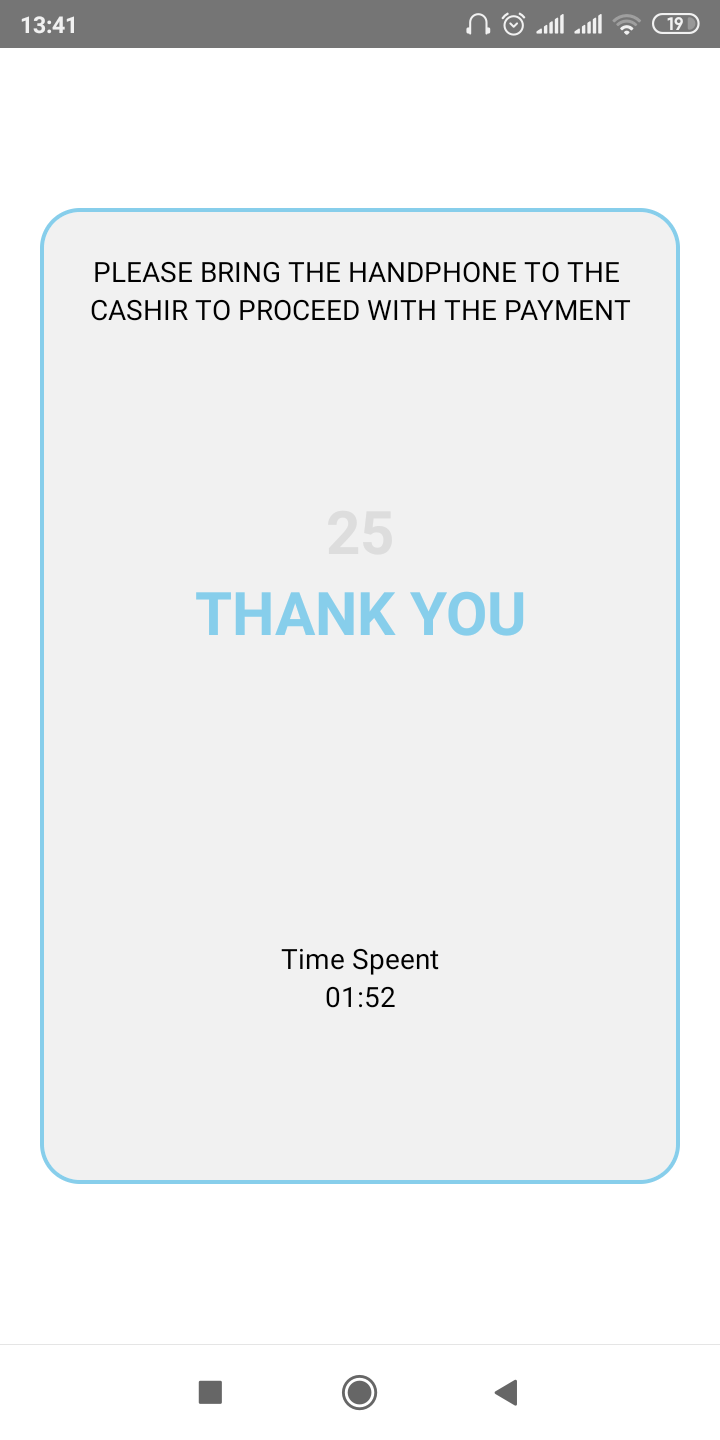 13:41
19
PLEASE BRING THE HANDPHONE TO THE
CASHIR TO PROCEED WITH THE PAYMENT
25
THANK YOU
Time Speent
01:52